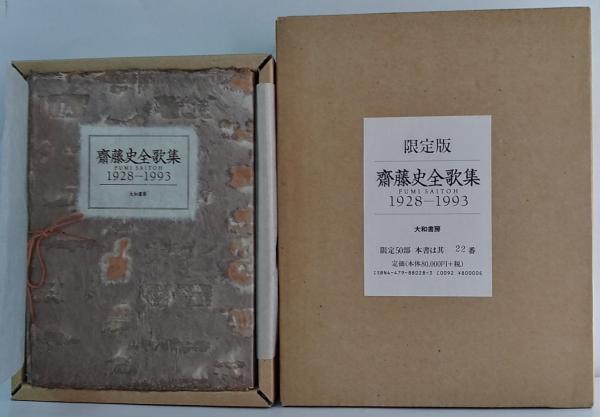 齋藤史全歌集
FUMI SAITOH
1928—1993
大和書房
限定版
齋藤史全歌集
FUMI SAITOH
1928—1993
大和書房
限定50部 本書は其 22番
定価(本体80,000円+税)
ISBN4-479-88028-3 C0092 ¥80000E